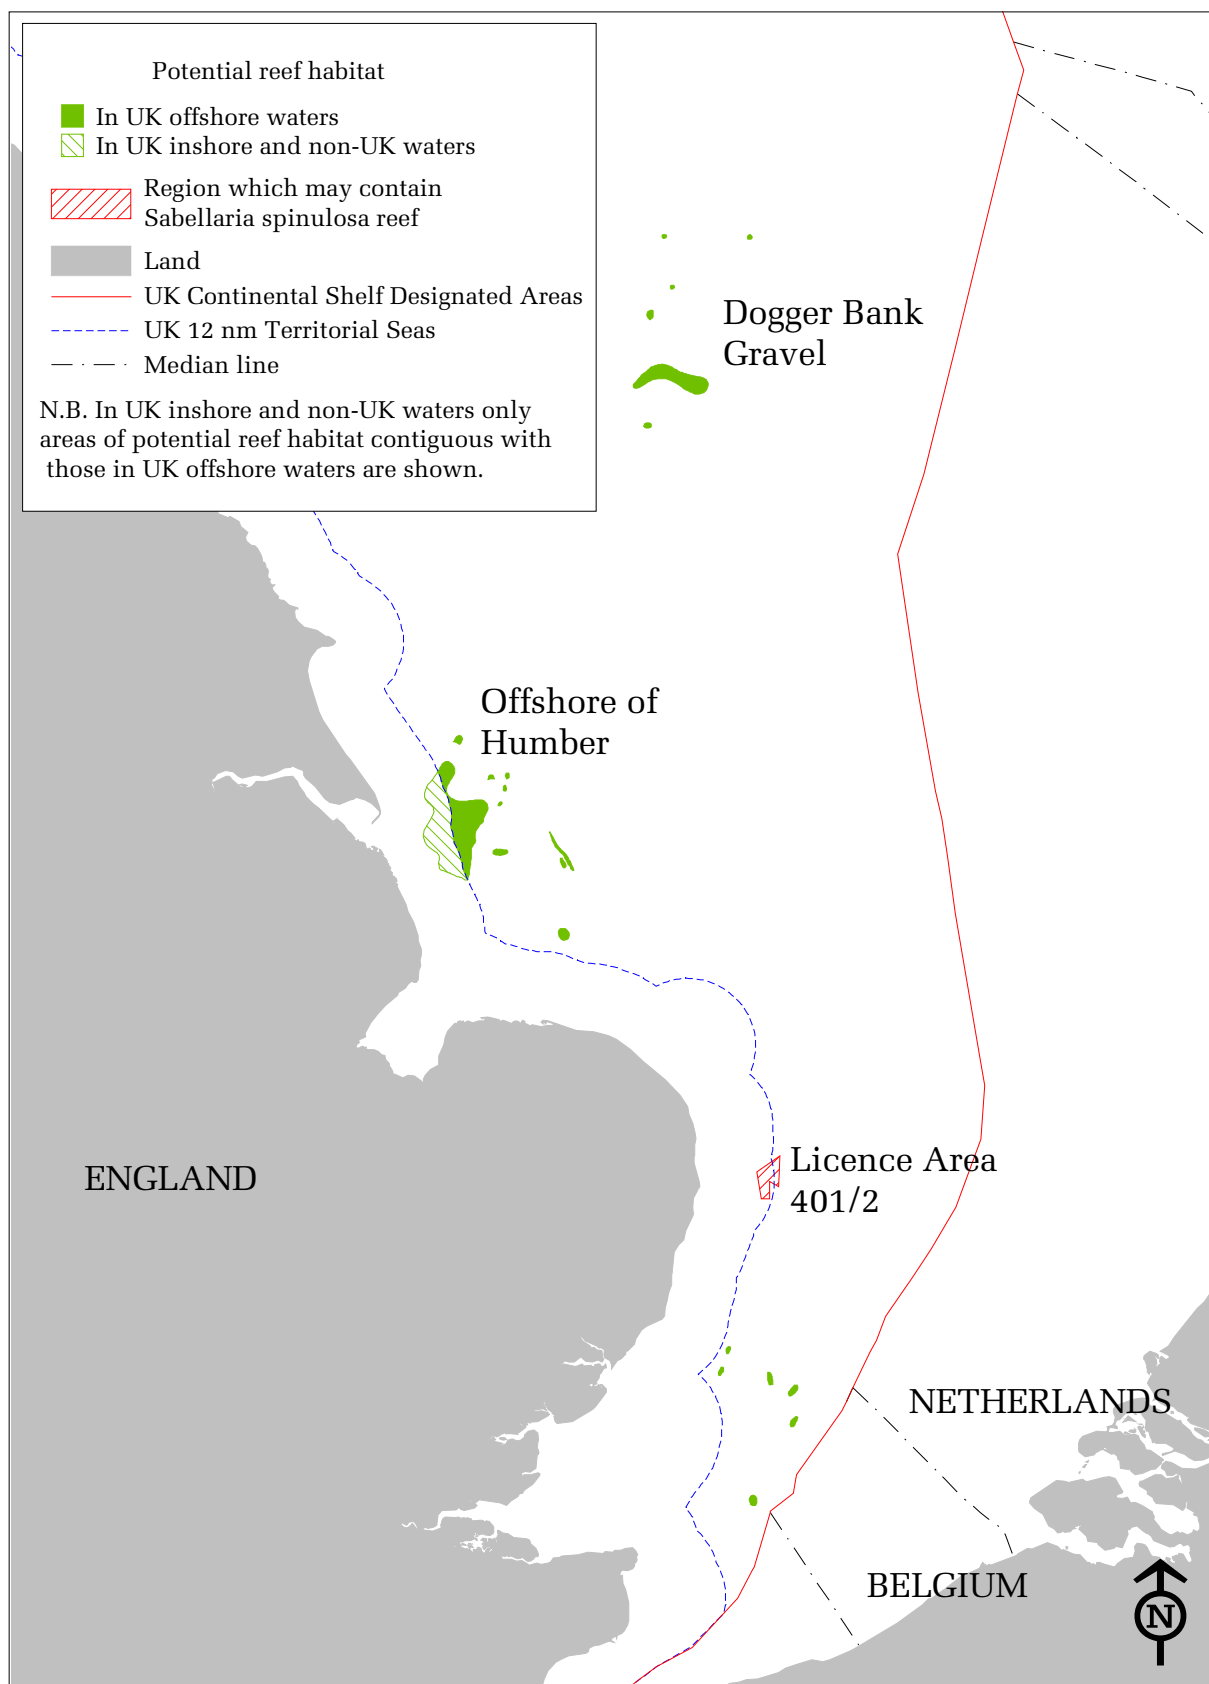 Potential reef habitat
In UK offshore waters
In UK inshore and non-UK waters
Region which may contain
Sabellaria spinulosa reef
Land
UK Continental Shelf Designated Areas
UK 12 nm Territorial Seas
Median line
N.B. In UK inshore and non-UK waters only
areas of potential reef habitat contiguous with
those in UK offshore waters are shown.
Dogger Bank
Gravel
Offshore of
Humber
ENGLAND
Licence Area
401/2
NETHERLANDS
BELGIUM
N